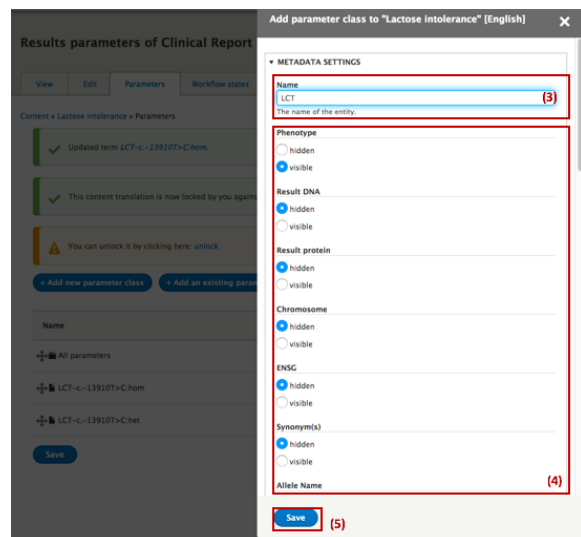 Results parameters of Clinical Report
View Edit Parameters Workflow states
Content » Lactose intolerance » Parameters
Updated term LCT-c.-13910T>C:hom.
This content translation is now locked by you
You can unlock it by clicking here: unlock
+ Add new parameter class + Add an existing
Name
All parameters
LCT-c.-13910T>C:hom
LCT-c.-13910T>C:het
Save
Add parameter class to "Lactose intolerance" [English]
METADATA SETTINGS
Name
LCT (3)
The name of the entity.
Phenotype
hidden
visible
Result DNA
hidden
visible
Result protein
hidden
visible
Chromosome
hidden
visible
ENSG
hidden
visible
Synonym(s)
hidden
visible
Allele Name (4)
Save (5)